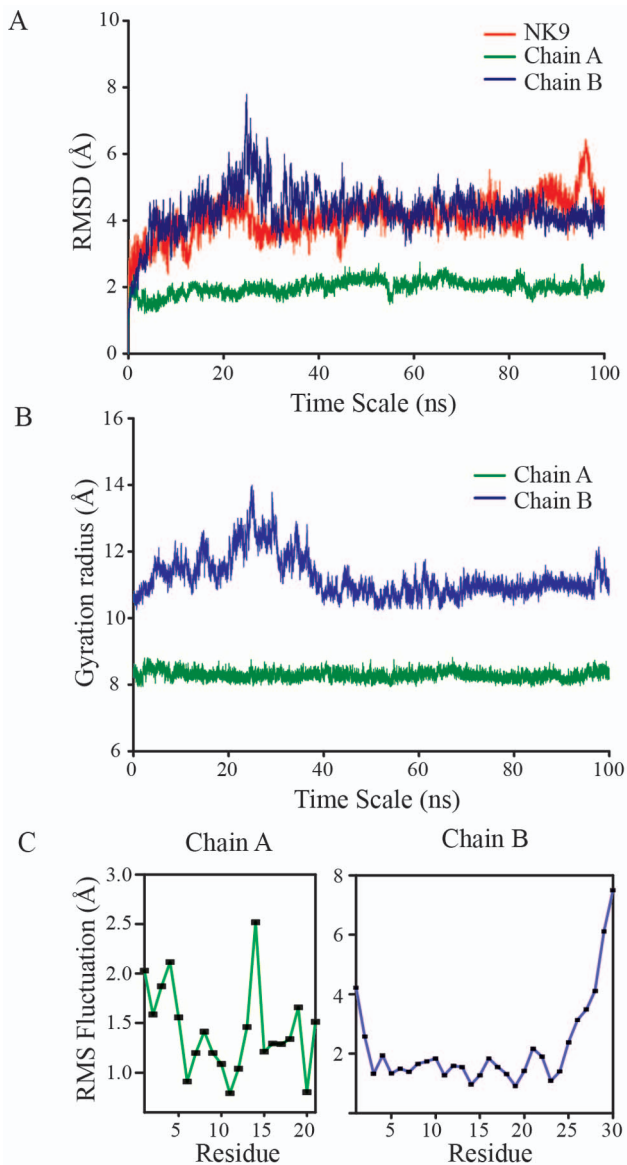 A
NK9
Chain A
Chain B
RMSD (Å)
10
8
6
4
2
0
0 20 40 60 80 100
Time Scale (ns)
B
Chain A
Chain B
Gyration radius (Å)
16
14
12
10
8
6
0 20 40 60 80 100
Time Scale (ns)
C
Chain A Chain B
RMS Fluctuation (Å)
3.0
2.5
2.0
1.5
1.0
5 10 15 20
Residue
8
6
4
2
5 10 15 20 25 30
Residue